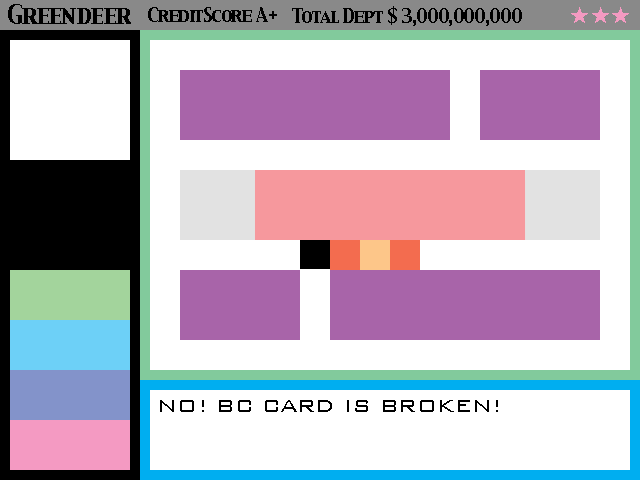 GREENDEER CREDITSCORE A+ TOTAL DEPT $ 3,000,000,000
NO! BC CARD IS BROKEN!